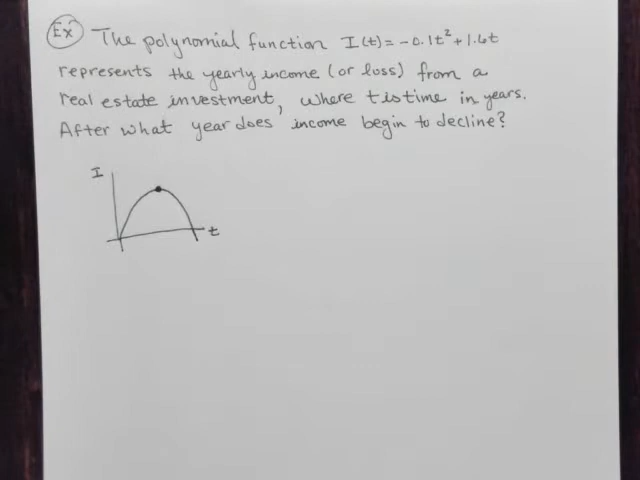 Ex The polynomial function I(t) = -0.1t² + 1.6t
represents the yearly income (or loss) from a
real estate investment, where t is time in years.
After what year does income begin to decline?
I
t